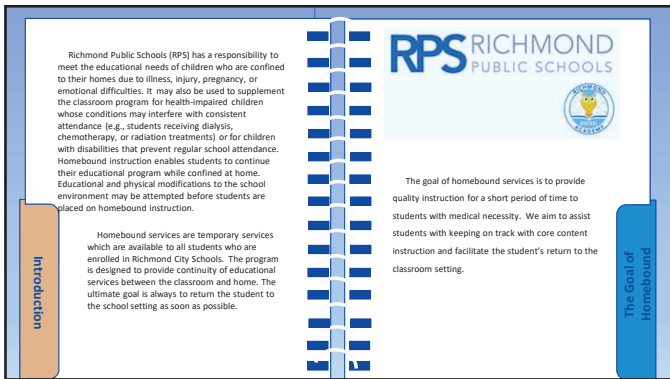 Richmond Public Schools (RPS) has a responsibility to
meet the educational needs of children who are confined
to their homes due to illness, injury, pregnancy, or
emotional difficulties. It may also be used to supplement
the classroom program for health-impaired children
whose conditions may interfere with consistent
attendance (e.g., students receiving dialysis,
chemotherapy, or radiation treatments) or for children
with disabilities that prevent regular school attendance.
Homebound instruction enables students to continue
their educational program while confined at home.
Educational and physical modifications to the school
environment may be attempted before students are
placed on homebound instruction.
Homebound services are temporary services
which are available to all students who are
enrolled in Richmond City Schools. The program
is designed to provide continuity of educational
services between the classroom and home. The
ultimate goal is always to return the student to
the school setting as soon as possible.
Introduction
RPS RICHMOND
PUBLIC SCHOOLS
RICHMOND
VIRTUAL
ACADEMY
The goal of homebound services is to provide
quality instruction for a short period of time to
students with medical necessity. We aim to assist
students with keeping on track with core content
instruction and facilitate the student's return to the
classroom setting.
The Goal of
Homebound